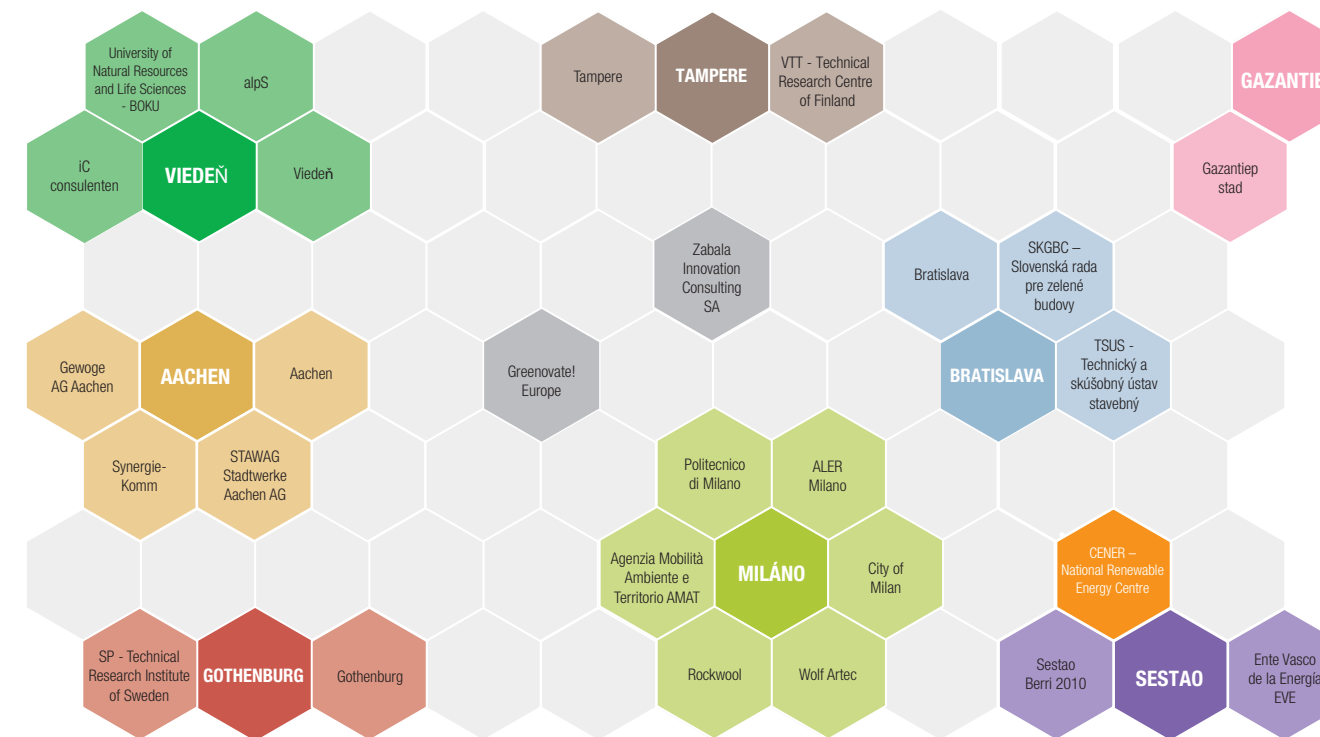 University of
Natural Resources
and Life Sciences
- BOKU
alpS
Tampere
TAMPERE
VTT - Technical
Research Centre
of Finland
GAZANTIE
iC
consulenten
VIEDEŇ
Viedeň
Gazantiep
stad
Zabala
Innovation
Consulting
SA
Bratislava
SKGBC –
Slovenská rada
pre zelené
budovy
Gewoge
AG Aachen
AACHEN
Aachen
Greenovate!
Europe
BRATISLAVA
TSUS -
Technický a
skúšobný ústav
stavebný
Synergie-
Komm
STAWAG
Stadtwerke
Aachen AG
Politecnico
di Milano
ALER
Milano
Agenzia Mobilità
Ambiente e
Territorio AMAT
MILÁNO
City of
Milan
CENER –
National Renewable
Energy Centre
SP - Technical
Research Institute
of Sweden
GOTHENBURG
Gothenburg
Rockwool
Wolf Artec
Sestao
Berri 2010
SESTAO
Ente Vasco
de la Energía
EVE